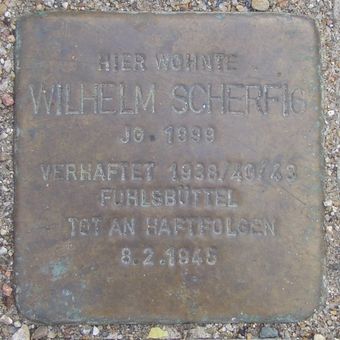 HIER WOHNTE
WILHELM SCHERFIG
JG. 1899
VERHAFTET 1938/40/43
FUHLSBÜTTEL
TOT AN HAFTFOLGEN
8.2.1945